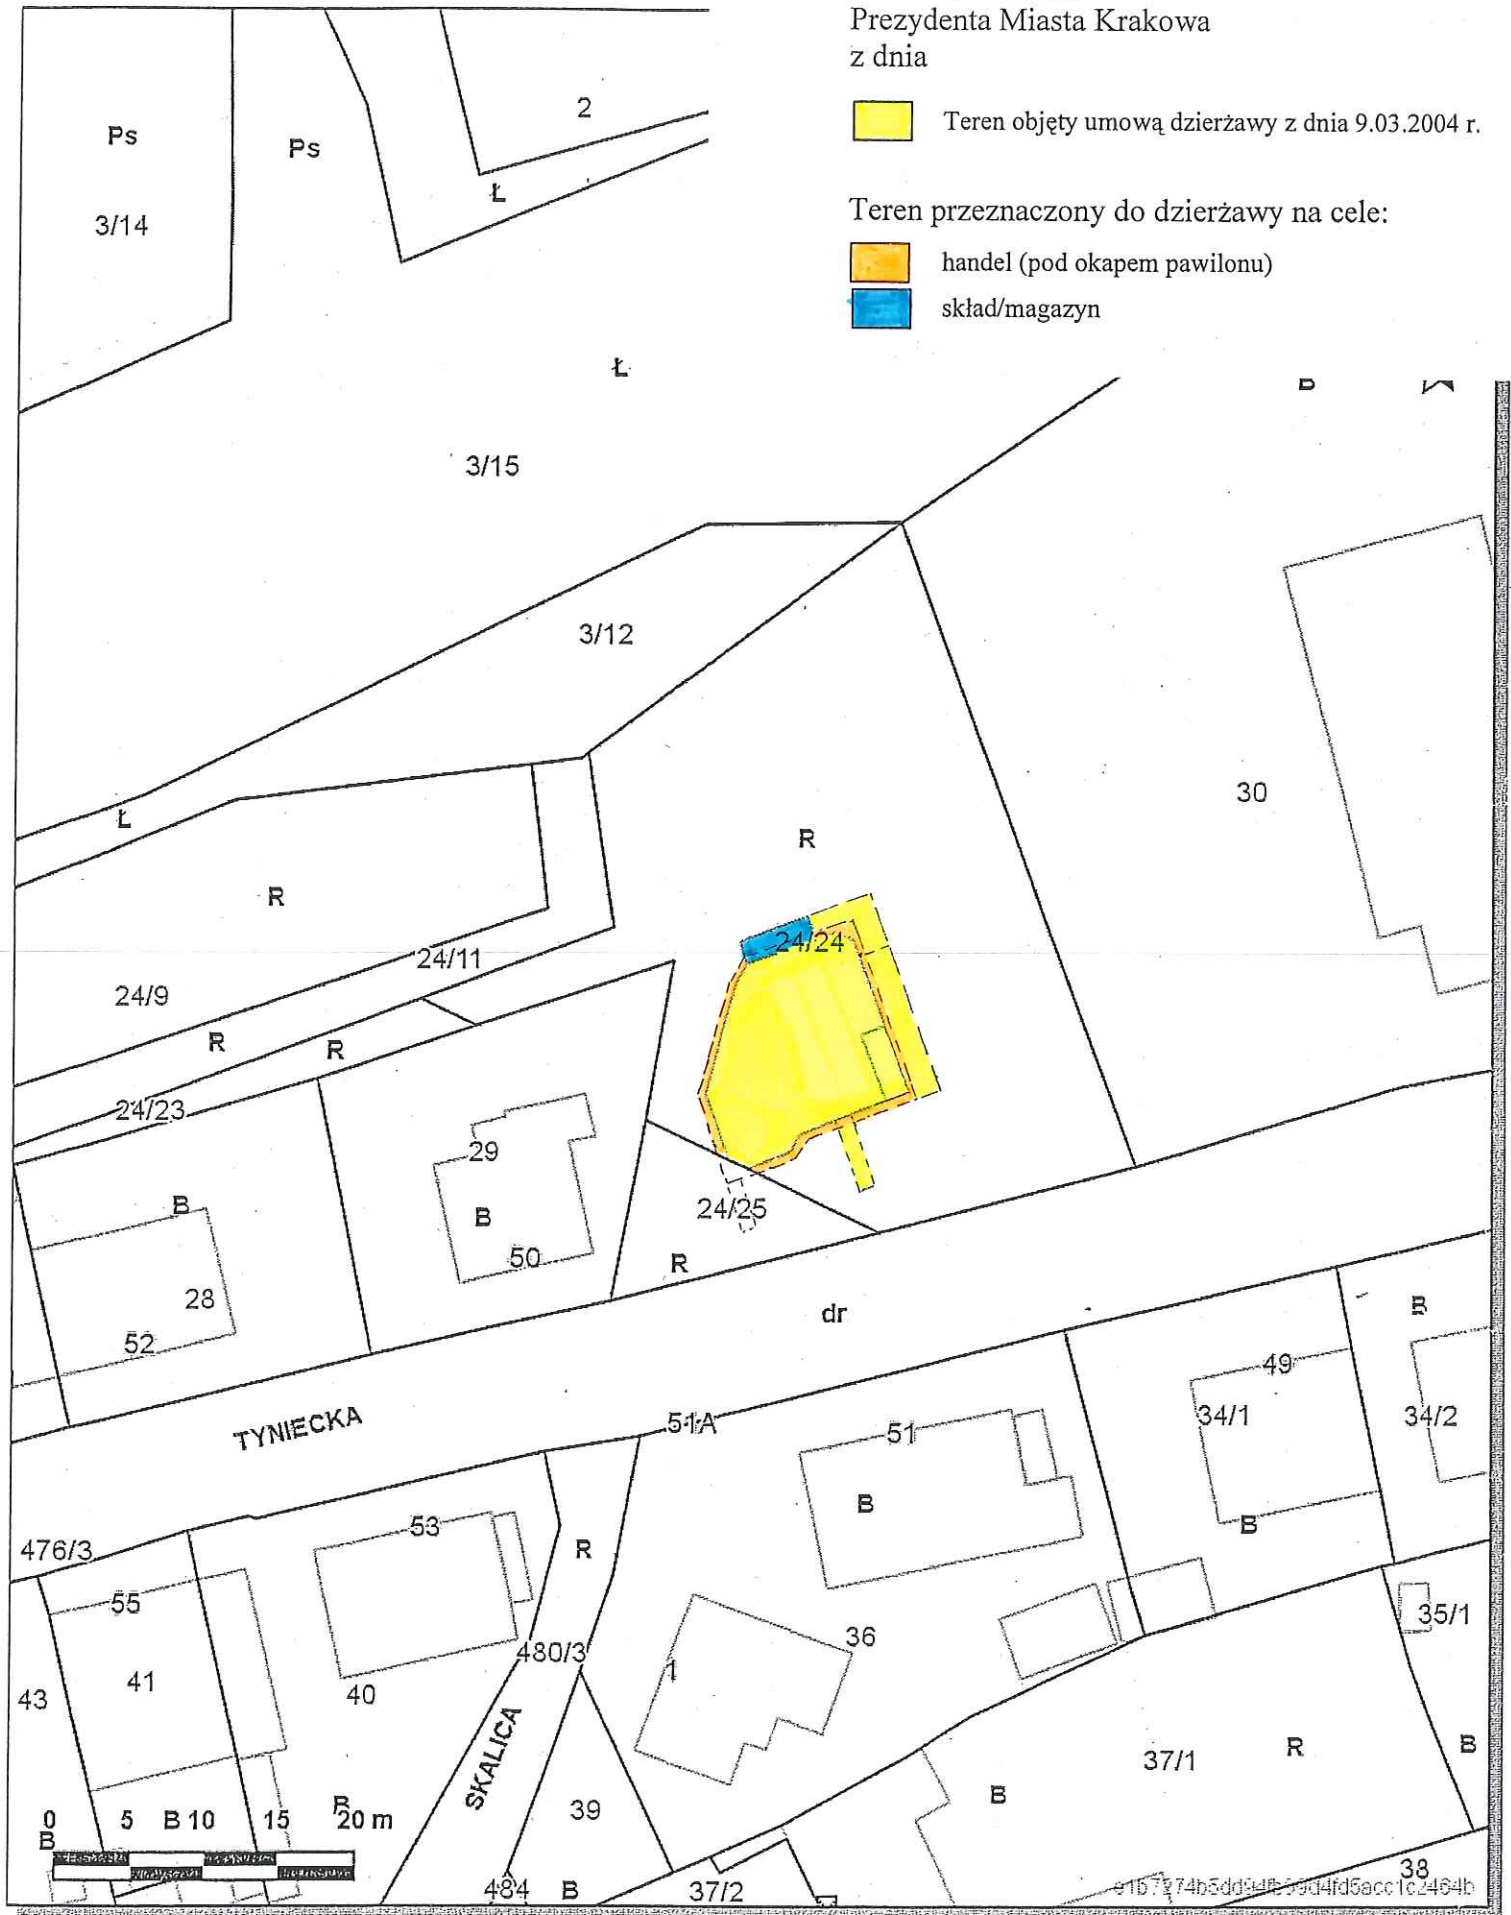 Prezydenta Miasta Krakowa
z dnia
Teren objęty umową dzierżawy z dnia 9.03.2004 r.
Teren przeznaczony do dzierżawy na cele:
handel (pod okapem pawilonu)
skład/magazyn
2
Ps
Ps
Ł
3/14
Ł
B
3/15
3/12
30
Ł
R
R
24/24
24/11
24/9
R
R
24/23
29
B
24/25
B
50
R
28
dr
B
52
49
TYNIECKA
51A
34/1
34/2
51
B
53
B
476/3
R
55
35/1
36
480/3
1
41
43
40
SKALICA
B
R
37/1
B
B
39
0 5 B 10 15 20 m
B
38
484
B
37/2